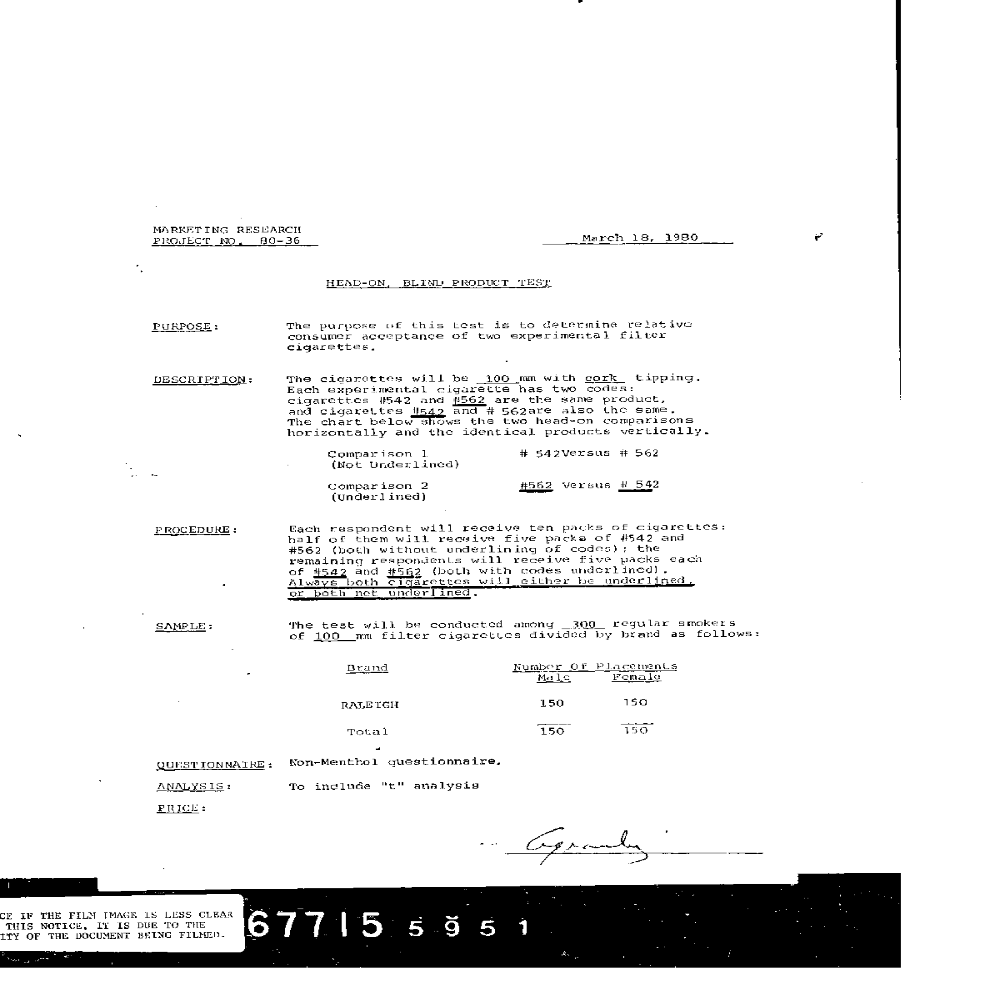 MARKETING RESEARCH
PROJECT NO. 80-36
March 18, 1980
HEAD-ON, BLIND PRODUCT TEST
PURPOSE: The purpose of this test is to determine relative
consumer acceptance of two experimental filter
cigarettes.
DESCRIPTION: The cigarettes will be 100 mm with cork tipping.
Each experimental cigarette has two codes:
cigarettes #542 and #562 are the same product,
and cigarettes #542 and # 562are also the same.
The chart below shows the two head-on comparisons
horizontally and the identical products vertically.
Comparison 1 # 542Versus # 562
(Not Underlined)
Comparison 2 #562 Versus # 542
(Underlined)
PROCEDURE: Each respondent will receive ten packs of cigarettes:
half of them will receive five packs of #542 and
#562 (both without underlining of codes); the
remaining respondents will receive five packs each
of #542 and #562 (both with codes underlined).
Always both cigarettes will either be underlined,
or both not underlined.
SAMPLE: The test will be conducted among 300 regular smokers
of 100 mm filter cigarettes divided by brand as follows:
Brand Number Of Placements
Male Female
RALEIGH 150 150
Total 150 150
QUESTIONNAIRE: Non-Menthol questionnaire.
ANALYSIS: To include "t" analysis
PRICE:
CE IF THE FILM IMAGE IS LESS CLEAR
THIS NOTICE, IT IS DUE TO THE
ITY OF THE DOCUMENT BEING FILMED.
67715 5951